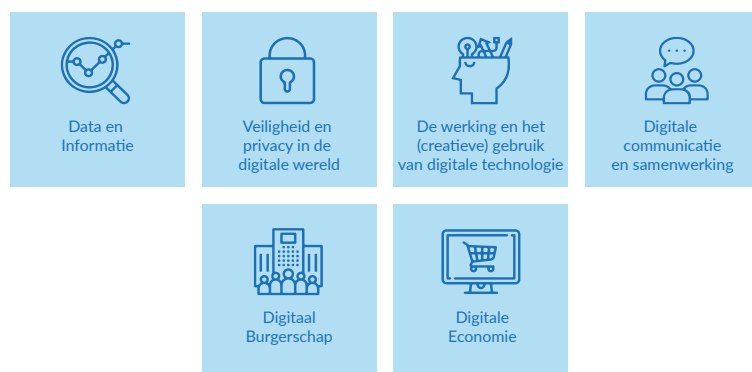 Data en
Informatie
Veiligheid en
privacy in de
digitale wereld
De werking en het
(creatieve) gebruik
van digitale technologie
Digitale
communicatie
en samenwerking
Digitaal
Burgerschap
Digitale
Economie